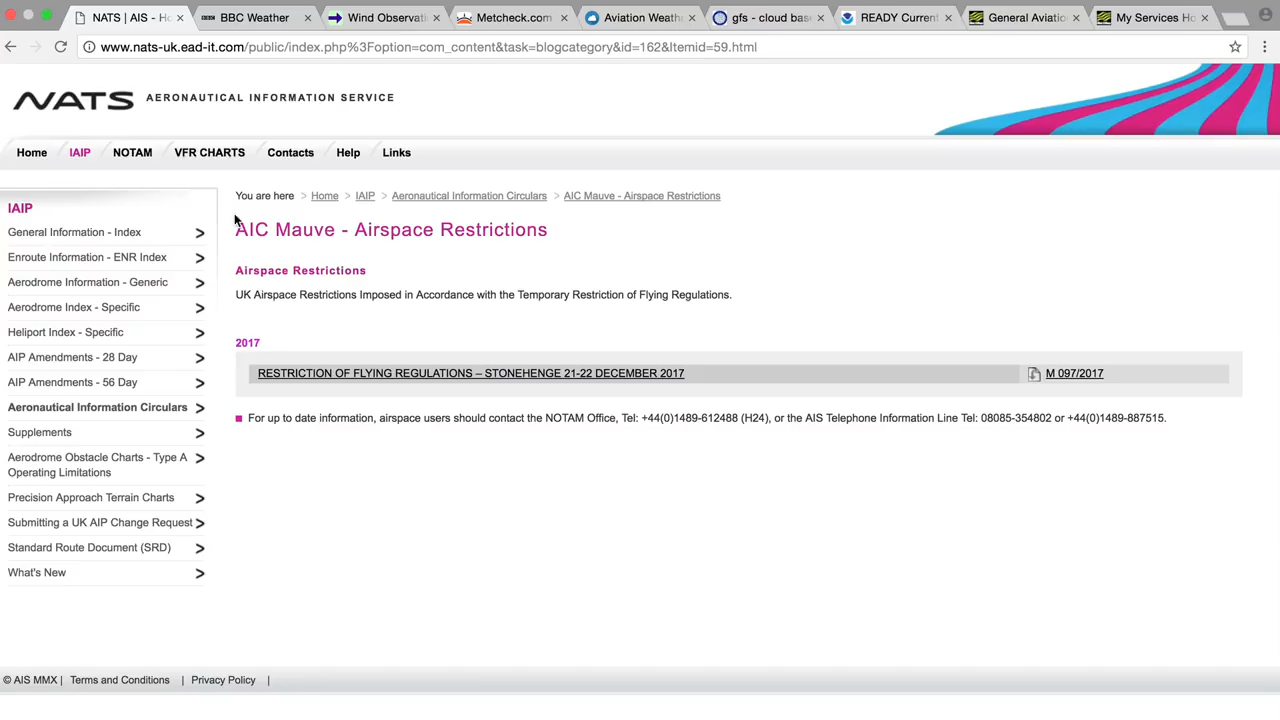 NATS | AIS - Ho
BBC Weather
Wind Observati
Metcheck.com
Aviation Weath
gfs - cloud bas
READY Current
General Aviatio
My Services Ho
www.nats-uk.ead-it.com/public/index.php%3Foption=com_content&task=blogcategory&id=162&Itemid=59.html
NATS AERONAUTICAL INFORMATION SERVICE
Home IAIP NOTAM VFR CHARTS Contacts Help Links
You are here > Home > IAIP > Aeronautical Information Circulars > AIC Mauve - Airspace Restrictions
IAIP
General Information - Index >
Enroute Information - ENR Index >
Aerodrome Information - Generic >
Aerodrome Index - Specific >
Heliport Index - Specific >
AIP Amendments - 28 Day >
AIP Amendments - 56 Day >
Aeronautical Information Circulars >
Supplements >
Aerodrome Obstacle Charts - Type A >
Operating Limitations
Precision Approach Terrain Charts >
Submitting a UK AIP Change Request >
Standard Route Document (SRD) >
What's New >
AIC Mauve - Airspace Restrictions
Airspace Restrictions
UK Airspace Restrictions Imposed in Accordance with the Temporary Restriction of Flying Regulations.
2017
RESTRICTION OF FLYING REGULATIONS – STONEHENGE 21-22 DECEMBER 2017 M 097/2017
For up to date information, airspace users should contact the NOTAM Office, Tel: +44(0)1489-612488 (H24), or the AIS Telephone Information Line Tel: 08085-354802 or +44(0)1489-887515.
© AIS MMX | Terms and Conditions | Privacy Policy |